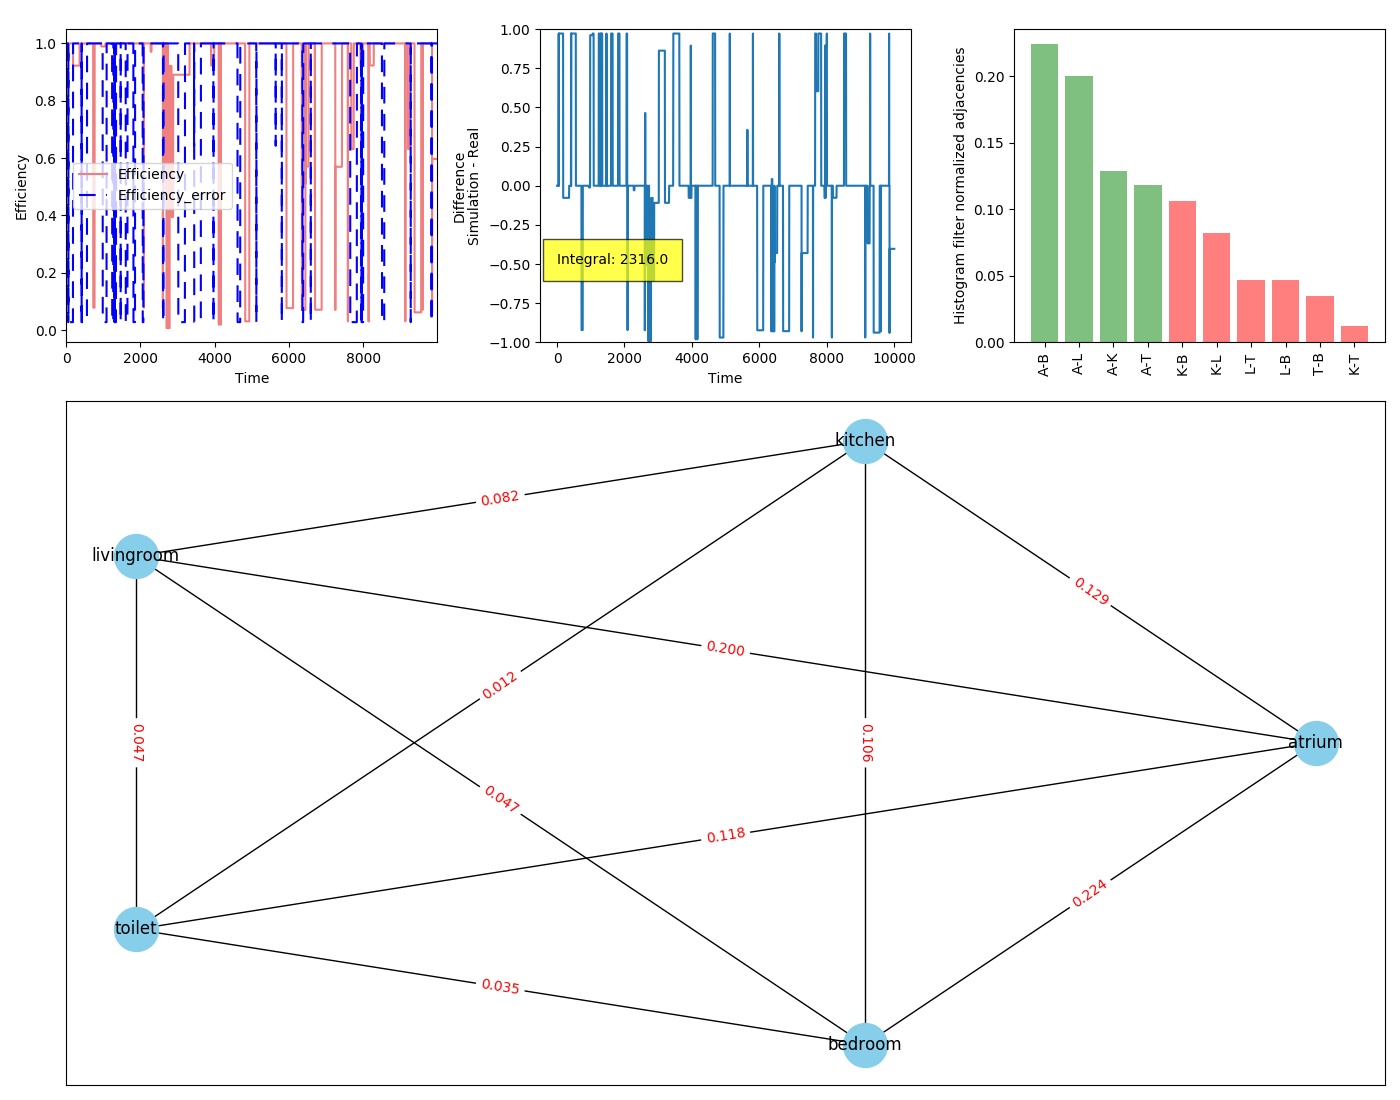 1.0
0.8
0.6
0.4
0.2
0.0
Efficiency
Efficiency
Efficiency_error
0 2000 4000 6000 8000
Time
1.00
0.75
0.50
0.25
0.00
−0.25
−0.50
−0.75
−1.00
Difference
Simulation - Real
Integral: 2316.0
0 2000 4000 6000 8000 10000
Time
0.20
0.15
0.10
0.05
0.00
Histogram filter normalized adjacencies
A-B A-L A-K A-T K-B K-L L-T L-B T-B K-T
kitchen
0.082
livingroom
0.129
0.200
0.012
0.047
0.106
atrium
0.047
0.118
0.224
toilet
0.035
bedroom